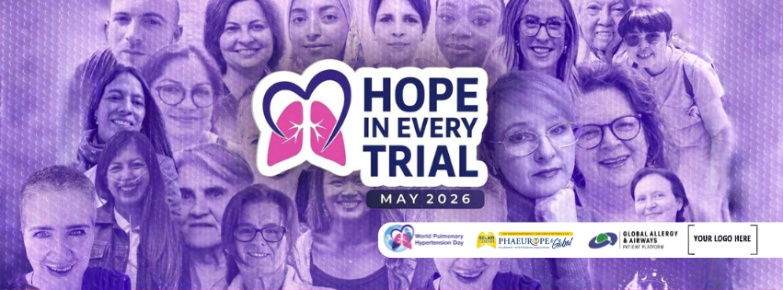 HOPE
IN EVERY
TRIAL
MAY 2026
World Pulmonary
Hypertension Day
PHAEUROPE & Global
GLOBAL ALLERGY
& AIRWAYS
PATIENT PLATFORM
YOUR LOGO HERE